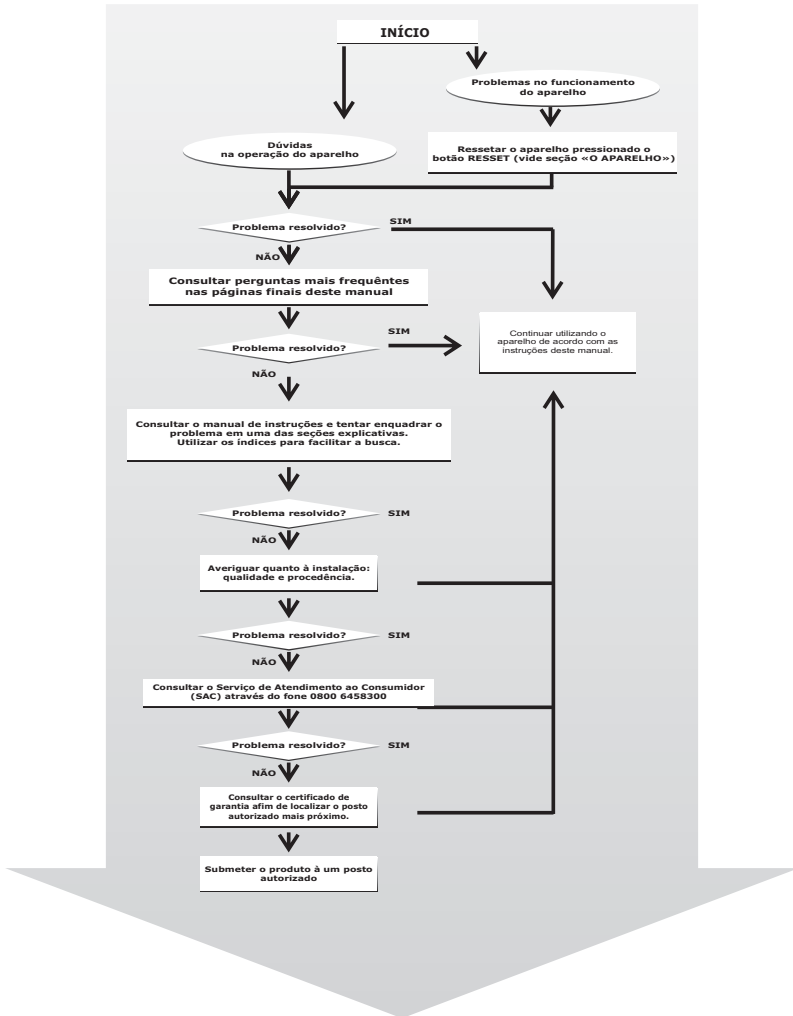 INÍCIO
Problemas no funcionamento
do aparelho
Dúvidas
na operação do aparelho
Ressetar o aparelho pressionado o
botão RESSET (vide seção «O APARELHO»)
Problema resolvido?
SIM
NÃO
Consultar perguntas mais frequêntes
nas páginas finais deste manual
Continuar utilizando o
aparelho de acordo com as
instruções deste manual.
Problema resolvido?
SIM
NÃO
Consultar o manual de instruções e tentar enquadrar o
problema em uma das seções explicativas.
Utilizar os índices para facilitar a busca.
Problema resolvido?
SIM
NÃO
Averiguar quanto à instalação:
qualidade e procedência.
Problema resolvido?
SIM
NÃO
Consultar o Serviço de Atendimento ao Consumidor
(SAC) através do fone 0800 6458300
Problema resolvido?
SIM
NÃO
Consultar o certificado de
garantia afim de localizar o posto
autorizado mais próximo.
Submeter o produto à um posto
autorizado